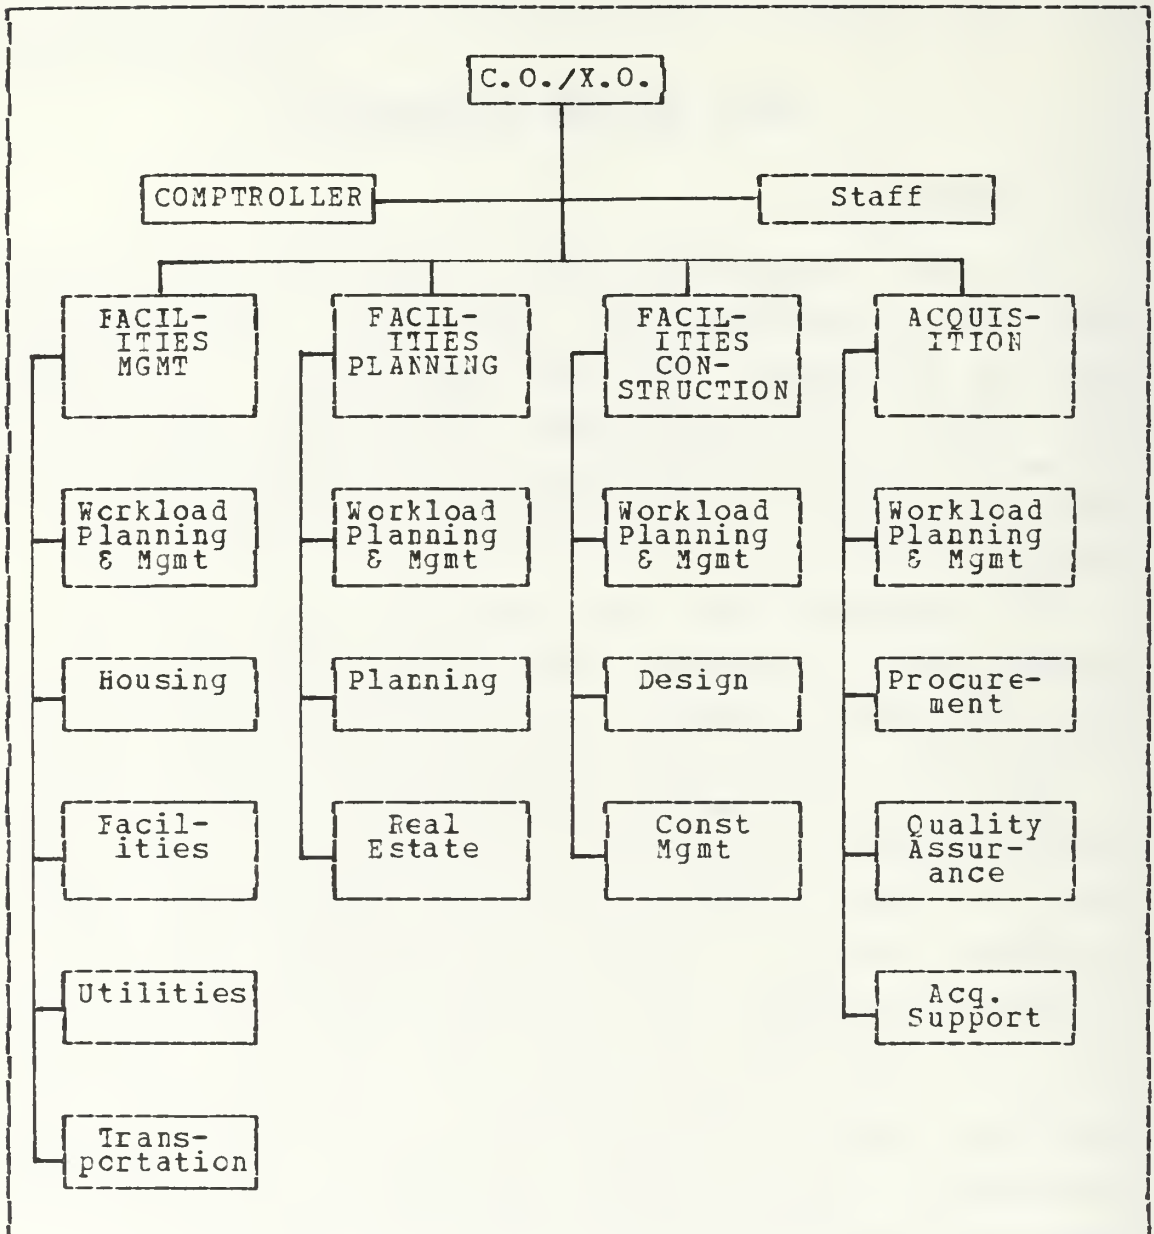 C.O./X.O.
COMPTROLLER
Staff
FACIL-
ITIES
MGMT
FACIL-
ITIES
PLANNING
FACIL-
ITIES
CON-
STRUCTION
ACQUIS-
ITION
Workload
Planning
& Mgmt
Workload
Planning
& Mgmt
Workload
Planning
& Mgmt
Workload
Planning
& Mgmt
Housing
Planning
Design
Procure-
ment
Facil-
ities
Real
Estate
Const
Mgmt
Quality
Assur-
ance
Utilities
Acq.
Support
Trans-
portation